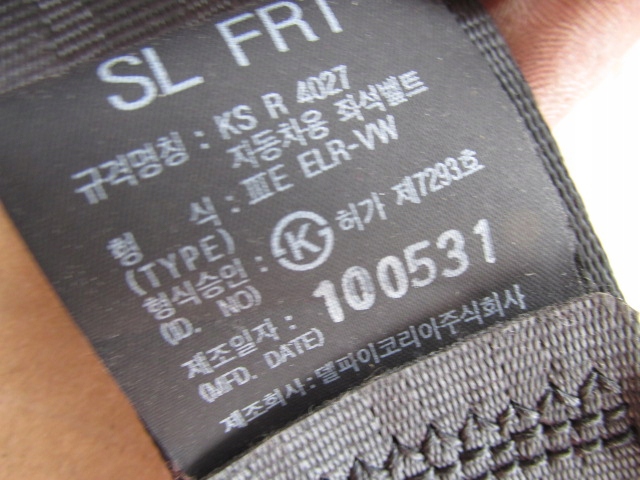 SL FRT
규격명칭 : KS R 4027
자동차용 좌석벨트
형 식 : ⅢE ELR-VW
(TYPE)
형식승인 : K 허가 제7293호
(ID. NO)
제조일자 : 100531
(MFD. DATE)
제조회사 : 델파이코리아주식회사